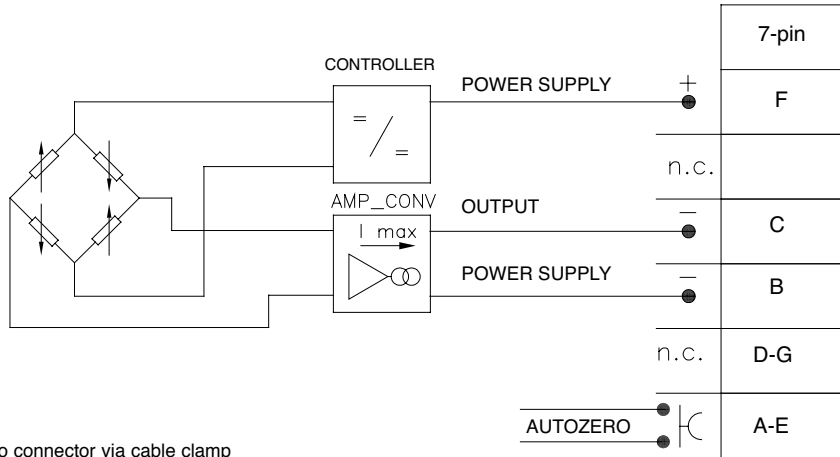 7-pin
CONTROLLER
POWER SUPPLY + F
= / =
n.c.
AMP_CONV
OUTPUT − C
I max
POWER SUPPLY − B
n.c. D-G
AUTOZERO A-E
o connector via cable clamp